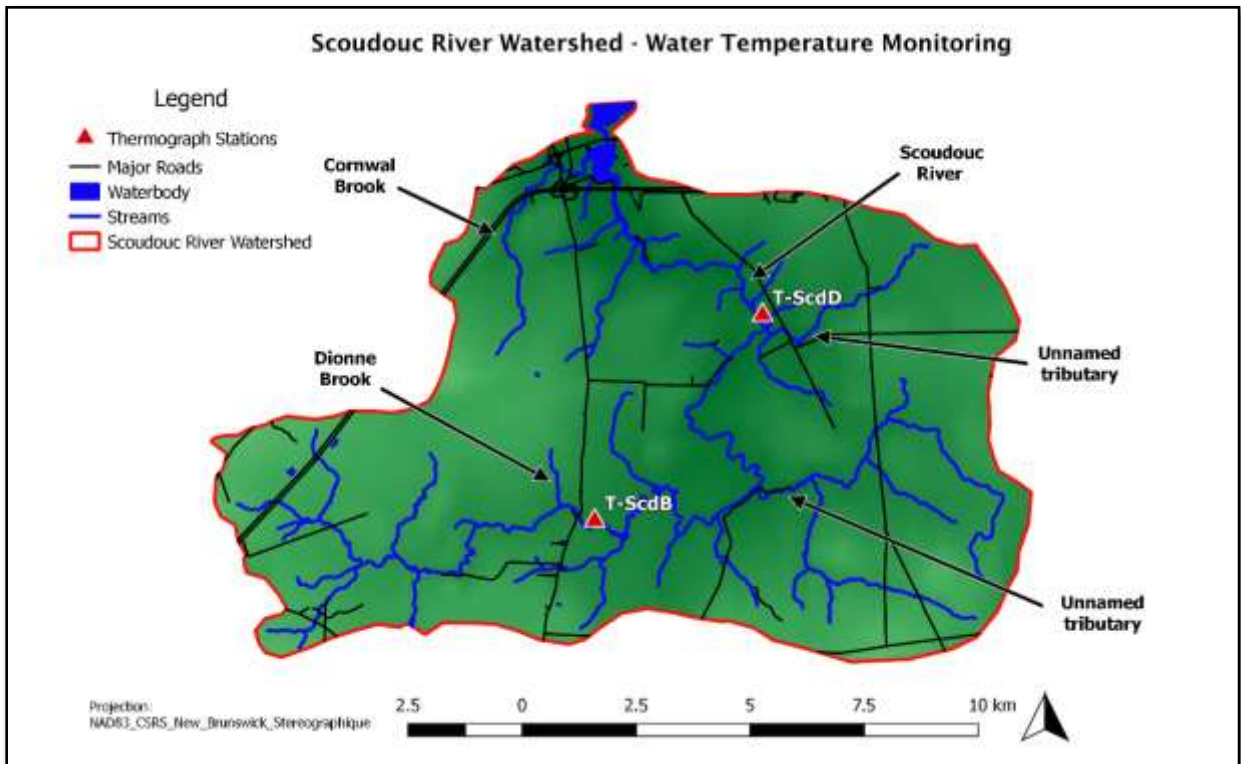 Scoudouc River Watershed - Water Temperature Monitoring
Legend
Thermograph Stations
Major Roads
Waterbody
Streams
Scoudouc River Watershed
Cornwal
Brook
Scoudouc
River
T-ScdD
Unnamed
tributary
Dionne
Brook
T-ScdB
Unnamed
tributary
Projection:
NAD83_CSRS_New_Brunswick_Stereographique
2.5 0 2.5 5 7.5 10 km